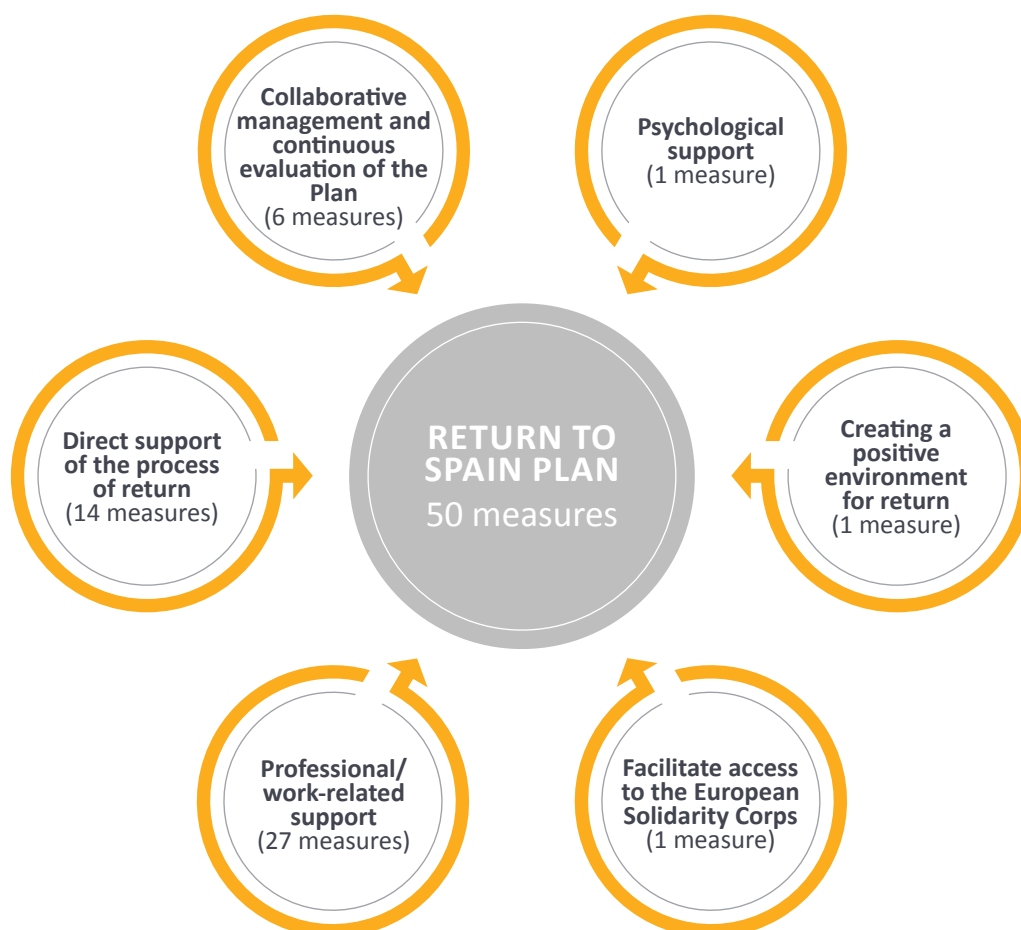 Collaborative
management and
continuous
evaluation of the
Plan
(6 measures)
Psychological
support
(1 measure)
Direct support
of the process
of return
(14 measures)
RETURN TO
SPAIN PLAN
50 measures
Creating a
positive
environment
for return
(1 measure)
Professional/
work-related
support
(27 measures)
Facilitate access
to the European
Solidarity Corps
(1 measure)